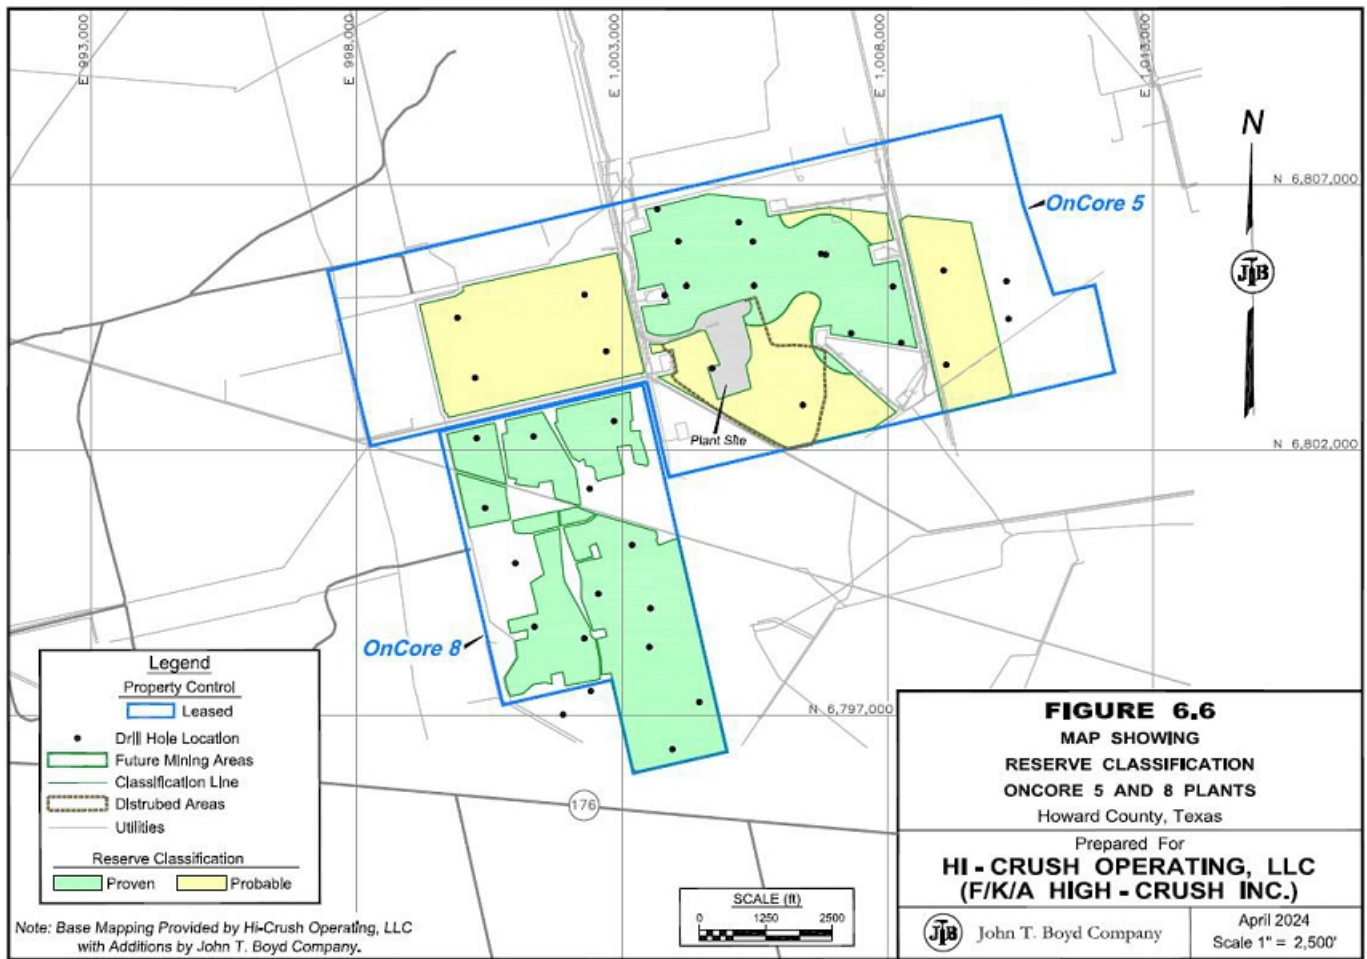 E 993,000
E 998,000
E 1,003,000
E 1,008,000
E 1,013,000
N
N 6,807,000
OnCore 5
JTB
Plant Site
N 6,802,000
OnCore 8
N 6,797,000
176
Legend
Property Control
Leased
Drill Hole Location
Future Mining Areas
Classification Line
Distrubed Areas
Utilities
Reserve Classification
Proven Probable
Note: Base Mapping Provided by Hi-Crush Operating, LLC
with Additions by John T. Boyd Company.
SCALE (ft)
0 1250 2500
FIGURE 6.6
MAP SHOWING
RESERVE CLASSIFICATION
ONCORE 5 AND 8 PLANTS
Howard County, Texas
Prepared For
HI - CRUSH OPERATING, LLC
(F/K/A HIGH - CRUSH INC.)
JTB John T. Boyd Company
April 2024
Scale 1" = 2,500'